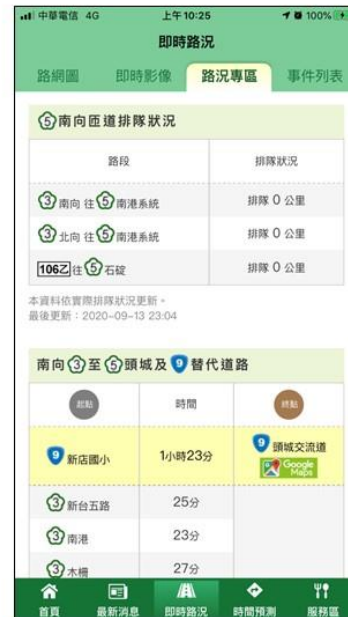 中華電信 4G 上午10:25 100%
即時路況
路網圖 即時影像 路況專區 事件列表
5 南向匝道排隊狀況
路段 排隊狀況
3 南向 往 5 南港系統 排隊 0 公里
3 北向 往 5 南港系統 排隊 0 公里
106乙 往 5 石碇 排隊 0 公里
本資料依實際排隊狀況更新。
最後更新：2020-09-13 23:04
南向 3 至 5 頭城及 9 替代道路
起點 時間 終點
9 新店國小 1小時23分 9 頭城交流道
Google Maps
3 新台五路 25分
3 南港 23分
3 木柵 27分
首頁 最新消息 即時路況 時間預測 服務區